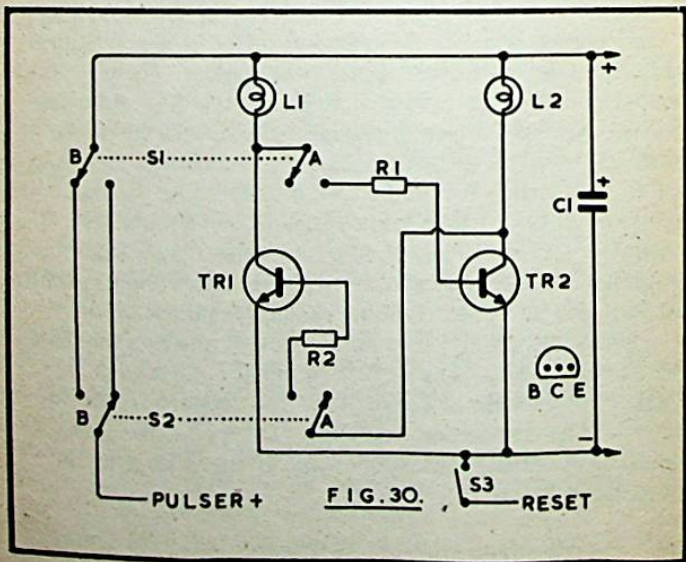 L1
L2
+
B
S1
A
R1
+
C1
TR1
TR2
R2
B C E
B
S2
A
–
S3
PULSER +
FIG.30.
RESET